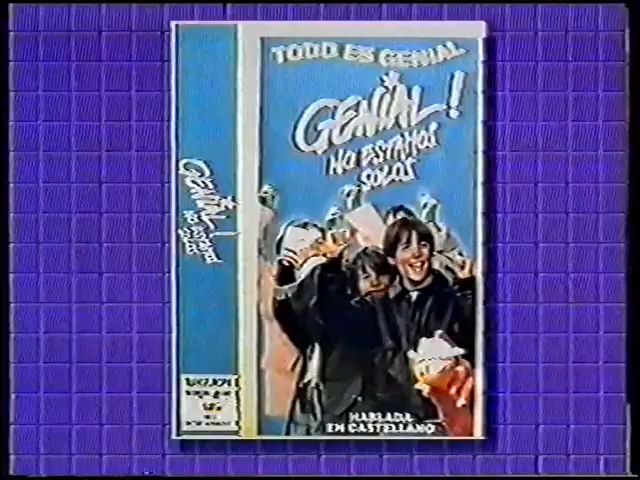 TODO ES GENIAL
GENIAL!
NO ESTAMOS
SOLOS
GENIAL!
NO ESTAMOS
SOLOS
HABLADA
EN CASTELLANO